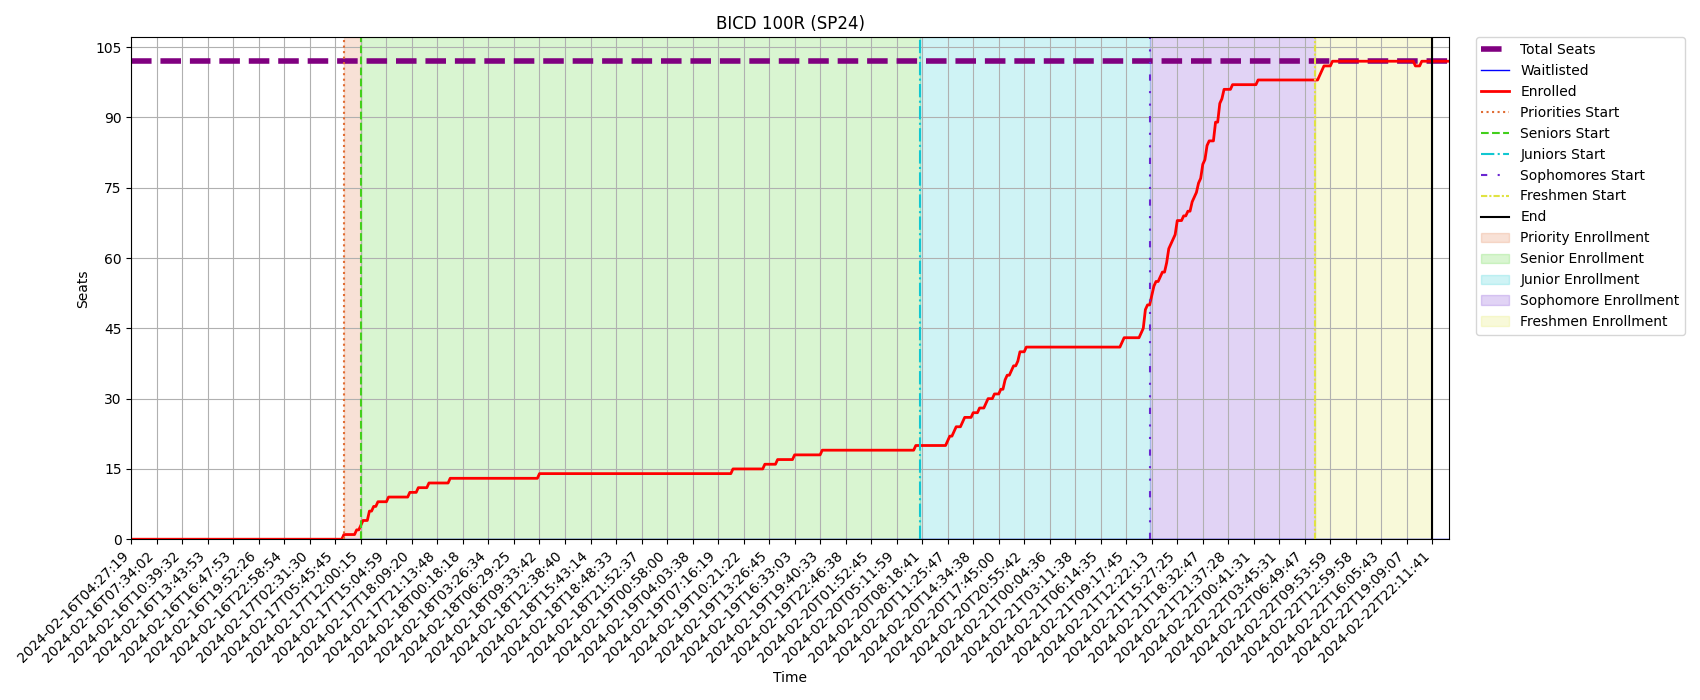 BICD 100R (SP24)
105
90
75
60
45
30
15
0
Seats
2024-02-16T04:27:19
2024-02-16T07:34:02
2024-02-16T10:39:32
2024-02-16T13:43:53
2024-02-16T16:47:53
2024-02-16T19:52:26
2024-02-16T22:58:54
2024-02-17T02:31:30
2024-02-17T05:45:45
2024-02-17T12:00:15
2024-02-17T15:04:59
2024-02-17T18:09:20
2024-02-17T21:13:48
2024-02-18T00:18:18
2024-02-18T03:26:34
2024-02-18T06:29:25
2024-02-18T09:33:42
2024-02-18T12:38:40
2024-02-18T15:43:14
2024-02-18T18:48:33
2024-02-18T21:52:37
2024-02-19T00:58:00
2024-02-19T04:03:38
2024-02-19T07:16:19
2024-02-19T10:21:22
2024-02-19T13:26:45
2024-02-19T16:33:03
2024-02-19T19:40:33
2024-02-19T22:46:38
2024-02-20T01:52:45
2024-02-20T05:11:59
2024-02-20T08:18:41
2024-02-20T11:25:47
2024-02-20T14:34:38
2024-02-20T17:45:00
2024-02-20T20:55:42
2024-02-21T00:04:36
2024-02-21T03:11:38
2024-02-21T06:14:35
2024-02-21T09:17:45
2024-02-21T12:22:13
2024-02-21T15:27:25
2024-02-21T18:32:47
2024-02-21T21:37:28
2024-02-22T00:41:31
2024-02-22T03:45:31
2024-02-22T06:49:47
2024-02-22T09:53:59
2024-02-22T12:59:58
2024-02-22T16:05:43
2024-02-22T19:09:07
2024-02-22T22:11:41
Time
Total Seats
Waitlisted
Enrolled
Priorities Start
Seniors Start
Juniors Start
Sophomores Start
Freshmen Start
End
Priority Enrollment
Senior Enrollment
Junior Enrollment
Sophomore Enrollment
Freshmen Enrollment